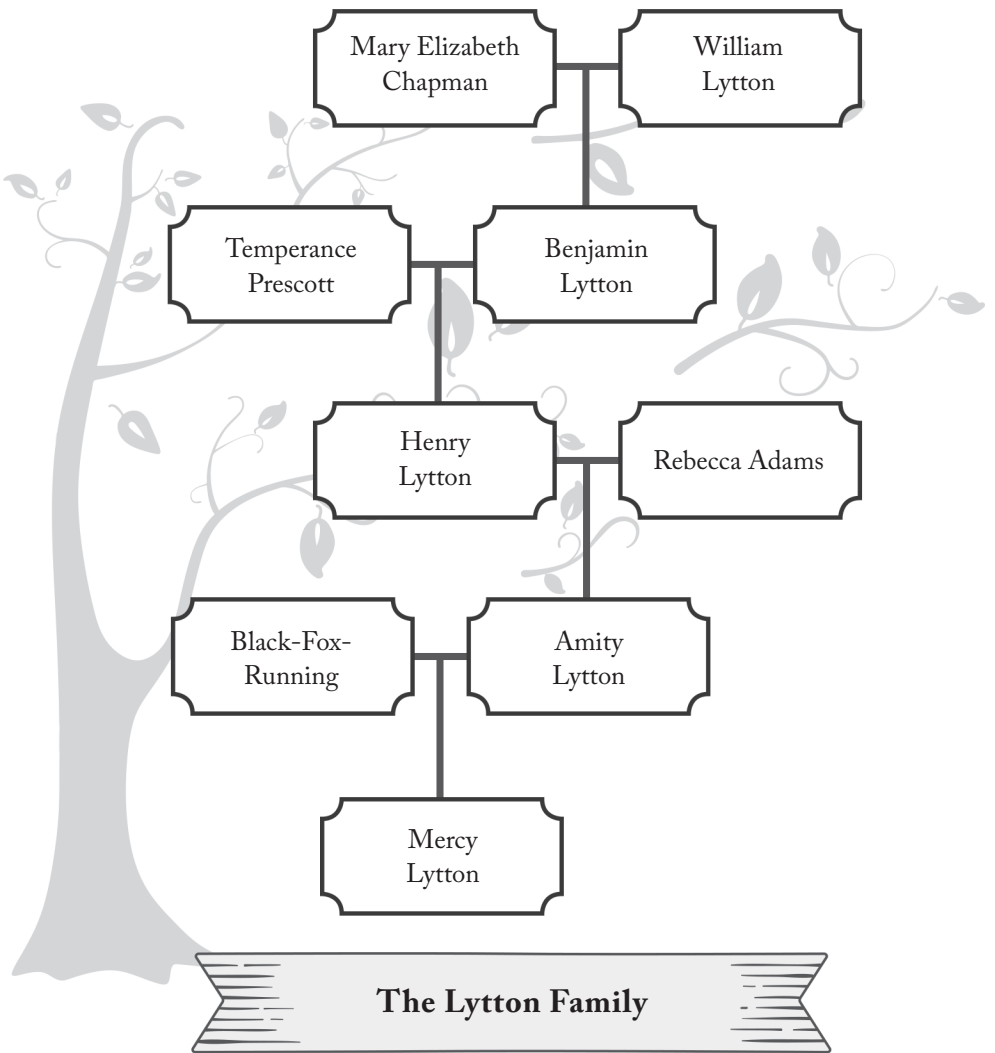 Mary Elizabeth
Chapman
William
Lytton
Temperance
Prescott
Benjamin
Lytton
Henry
Lytton
Rebecca Adams
Black-Fox-
Running
Amity
Lytton
Mercy
Lytton
The Lytton Family